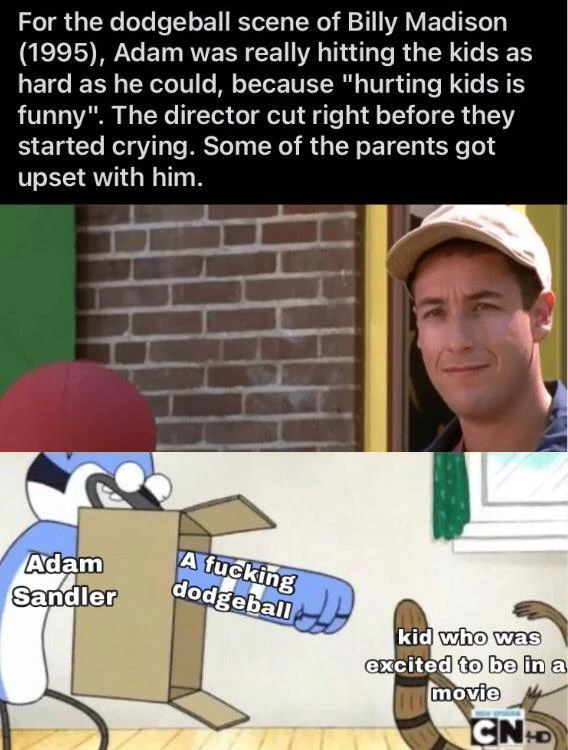 For the dodgeball scene of Billy Madison
(1995), Adam was really hitting the kids as
hard as he could, because "hurting kids is
funny". The director cut right before they
started crying. Some of the parents got
upset with him.
Adam
Sandler
A fucking
dodgeball
kid who was
excited to be in a
movie
NEW EPISODE
CN HD